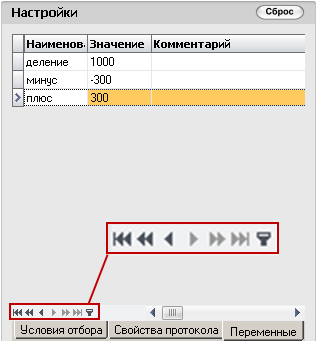 Настройки Сброс
Наименов. Значение Комментарий
деление 1000
минус -300
плюс 300
Условия отбора Свойства протокола Переменные